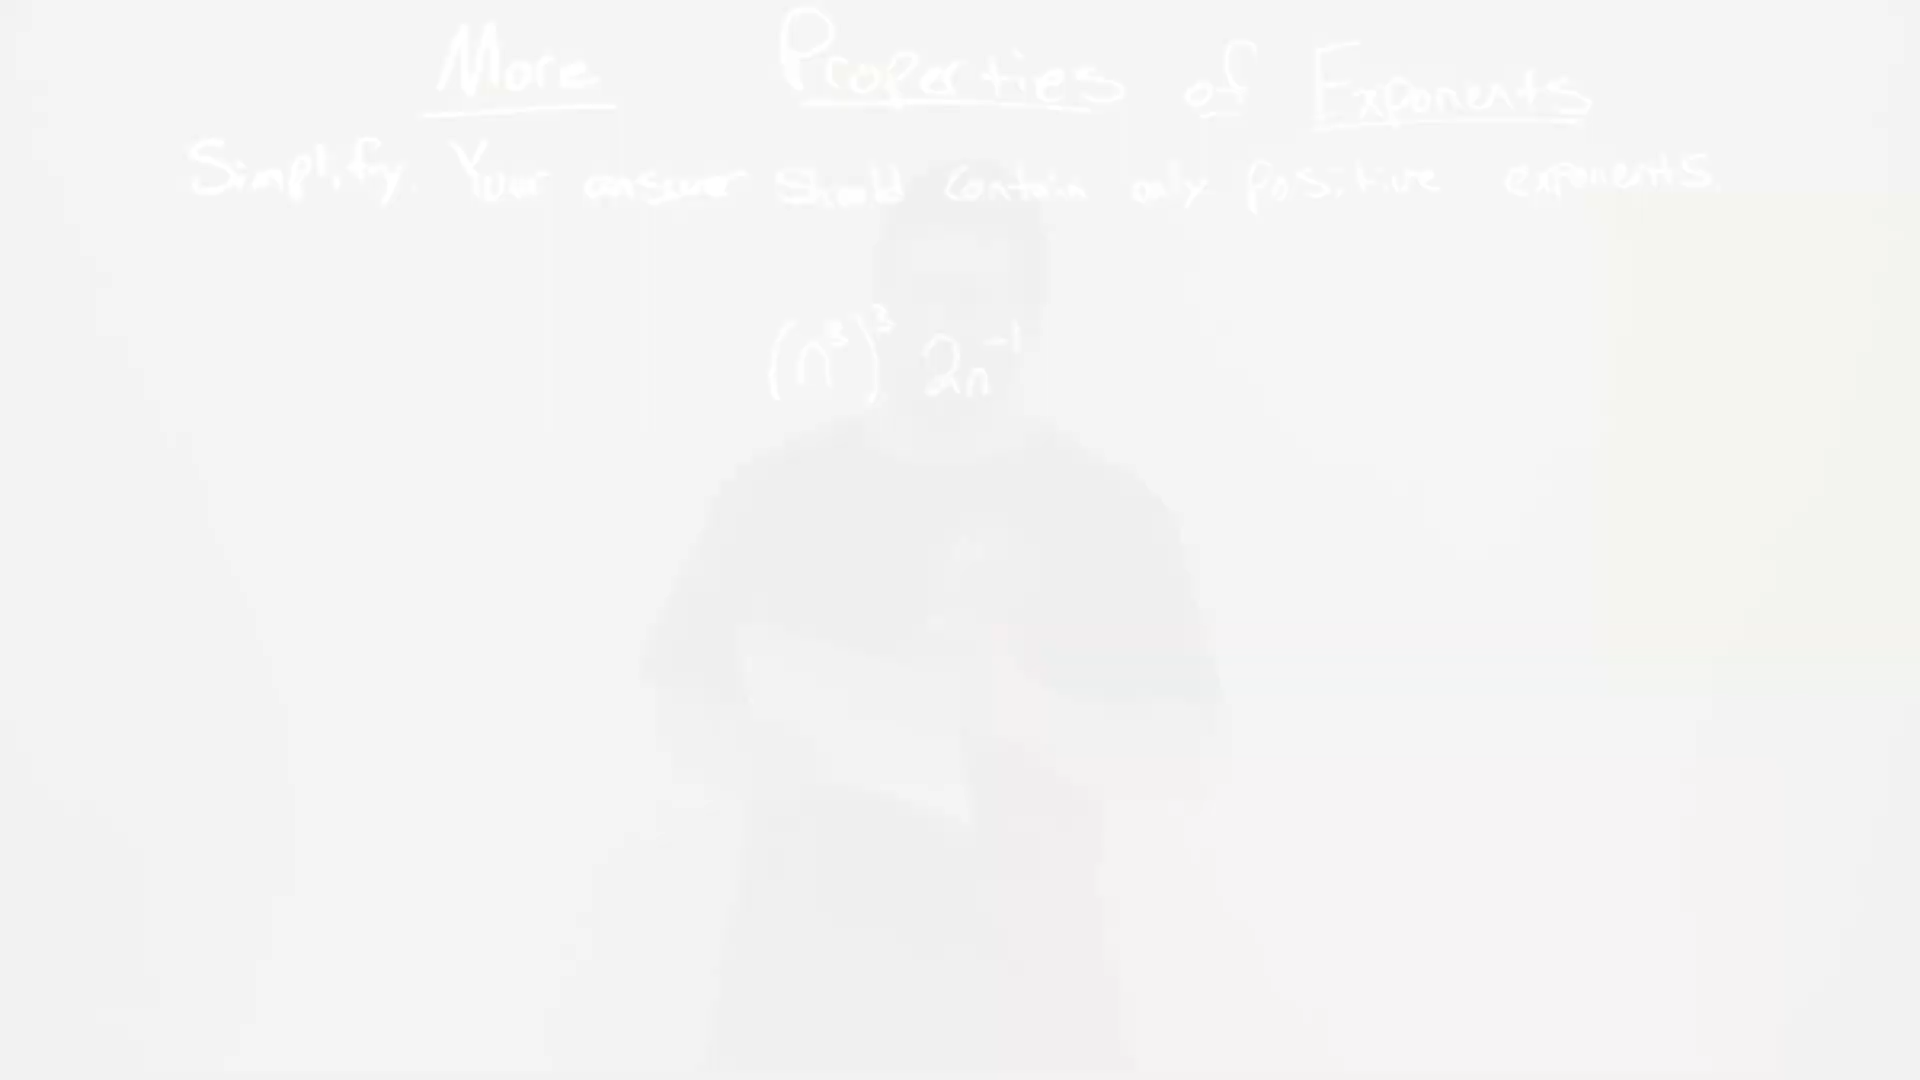 More Properties of Exponents
Simplify. Your answer should contain only positive exponents.
(n³)³ 2n⁻¹